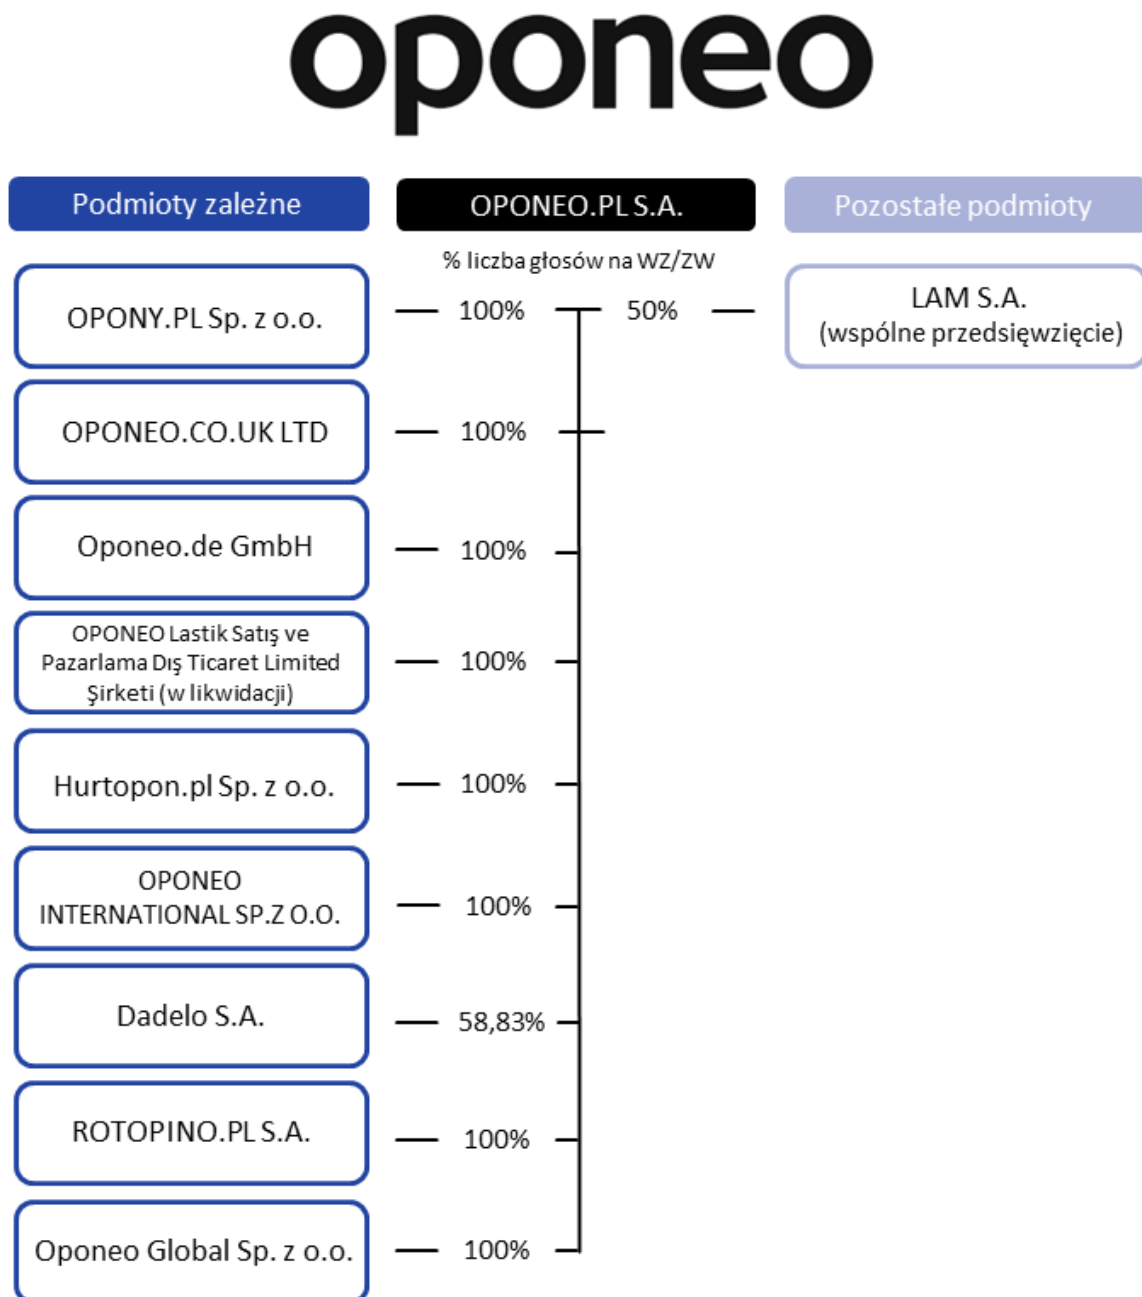 oponeo
Podmioty zależne
OPONEO.PL S.A.
Pozostałe podmioty
% liczba głosów na WZ/ZW
OPONY.PL Sp. z o.o.
100%
50%
LAM S.A.
(wspólne przedsięwzięcie)
OPONEO.CO.UK LTD
100%
Oponeo.de GmbH
100%
OPONEO Lastik Satış ve
Pazarlama Dış Ticaret Limited
Şirketi (w likwidacji)
100%
Hurtopon.pl Sp. z o.o.
100%
OPONEO
INTERNATIONAL SP.Z O.O.
100%
Dadelo S.A.
58,83%
ROTOPINO.PL S.A.
100%
Oponeo Global Sp. z o.o.
100%